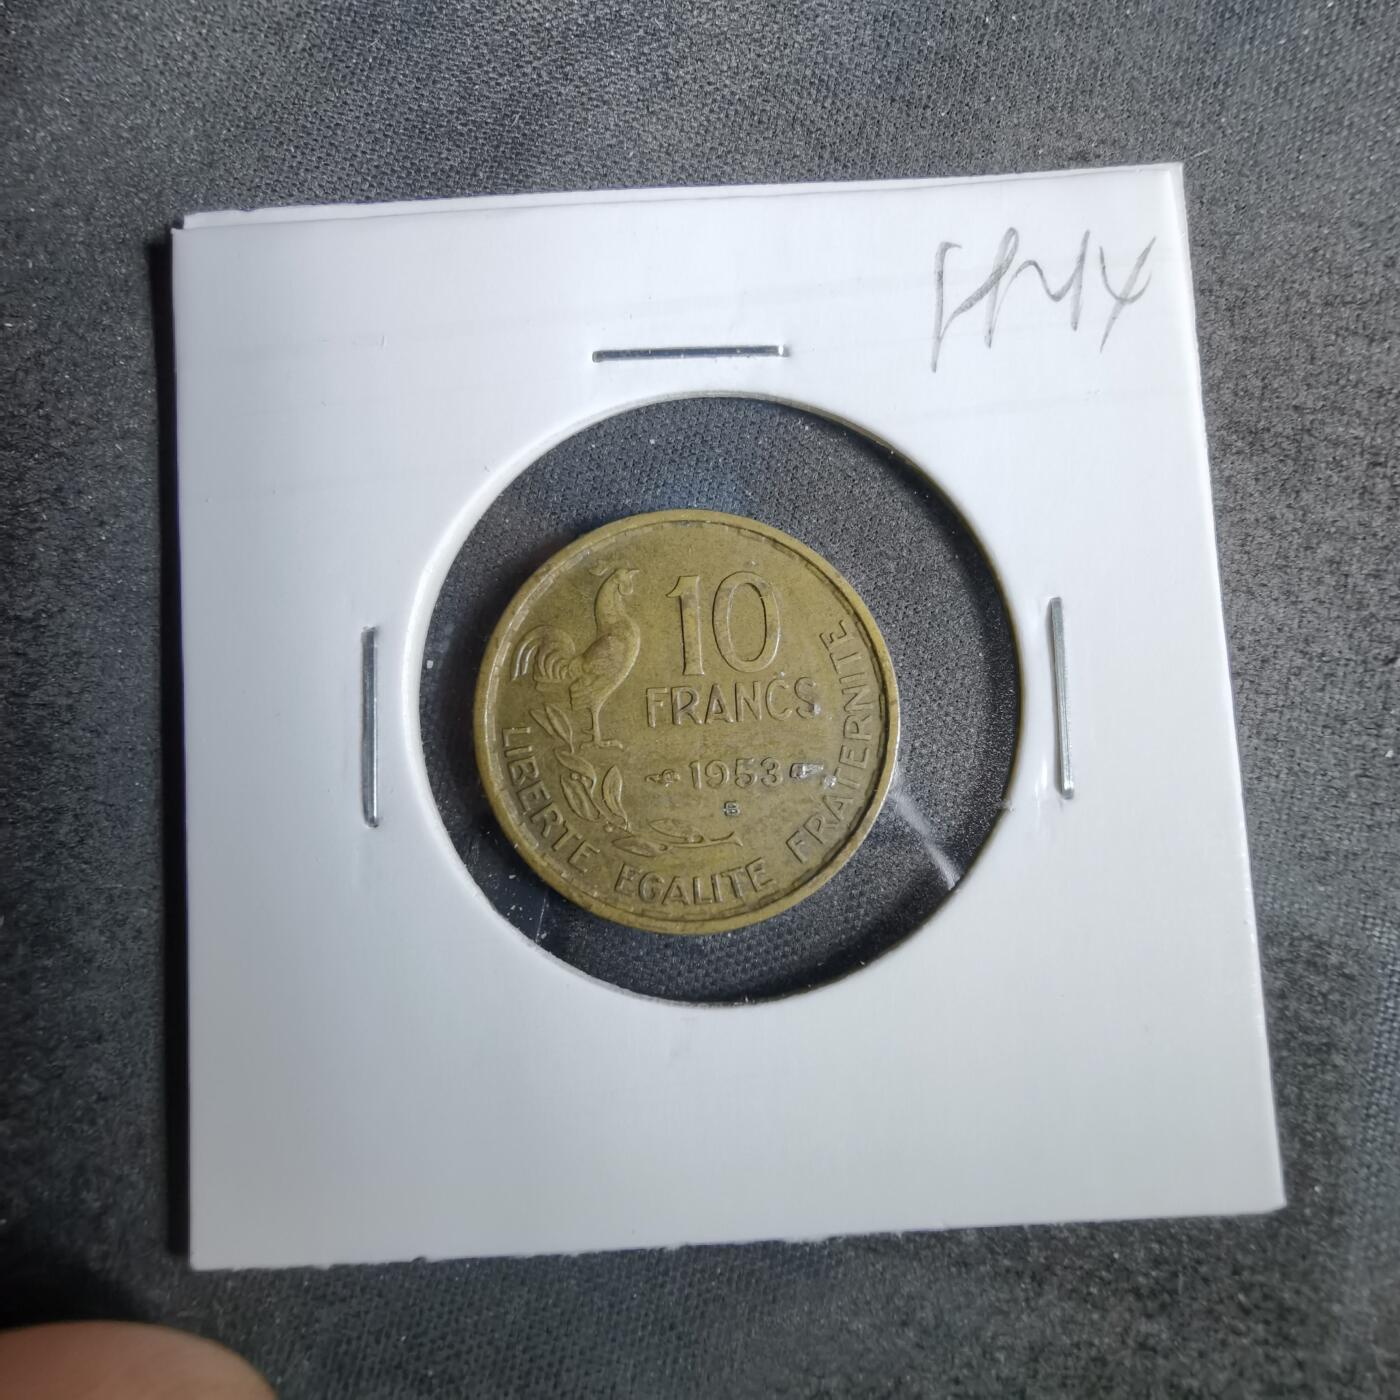 10
FRANCS
1953
B
LIBERTE EGALITE FRATERNITE